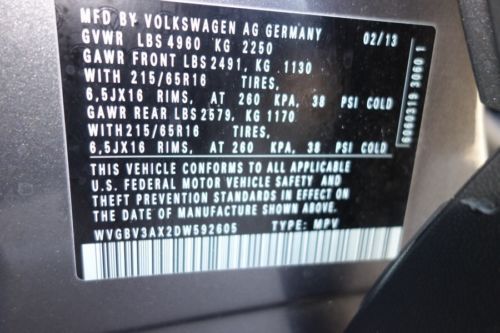 MFD BY VOLKSWAGEN AG GERMANY
GVWR LBS 4960 KG 2250 02/13
GAWR FRONT LBS 2491, KG 1130
WITH 215/65R16 TIRES,
6,5JX16 RIMS, AT 260 KPA, 38 PSI COLD
GAWR REAR LBS 2579, KG 1170
WITH 215/65R16 TIRES,
6,5JX16 RIMS, AT 260 KPA, 38 PSI COLD
THIS VEHICLE CONFORMS TO ALL APPLICABLE
U.S. FEDERAL MOTOR VEHICLE SAFETY AND
THEFT PREVENTION STANDARDS IN EFFECT ON
THE DATE OF MANUFACTURE SHOWN ABOVE.
WVGBV3AX2DW592605 TYPE: MPV